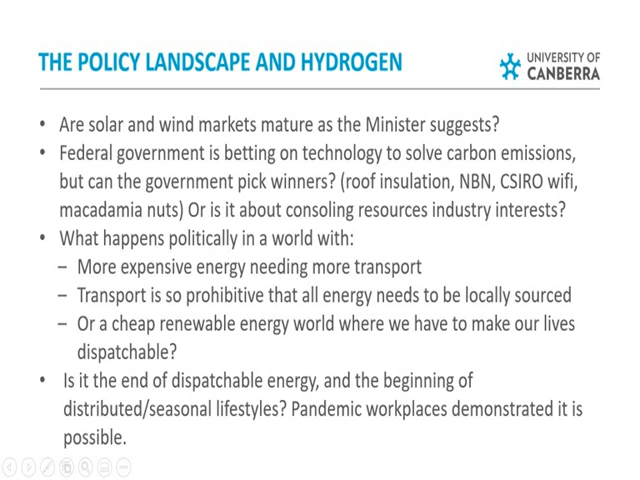 THE POLICY LANDSCAPE AND HYDROGEN
UNIVERSITY OF
CANBERRA
• Are solar and wind markets mature as the Minister suggests?
• Federal government is betting on technology to solve carbon emissions,
but can the government pick winners? (roof insulation, NBN, CSIRO wifi,
macadamia nuts) Or is it about consoling resources industry interests?
• What happens politically in a world with:
– More expensive energy needing more transport
– Transport is so prohibitive that all energy needs to be locally sourced
– Or a cheap renewable energy world where we have to make our lives
dispatchable?
• Is it the end of dispatchable energy, and the beginning of
distributed/seasonal lifestyles? Pandemic workplaces demonstrated it is
possible.